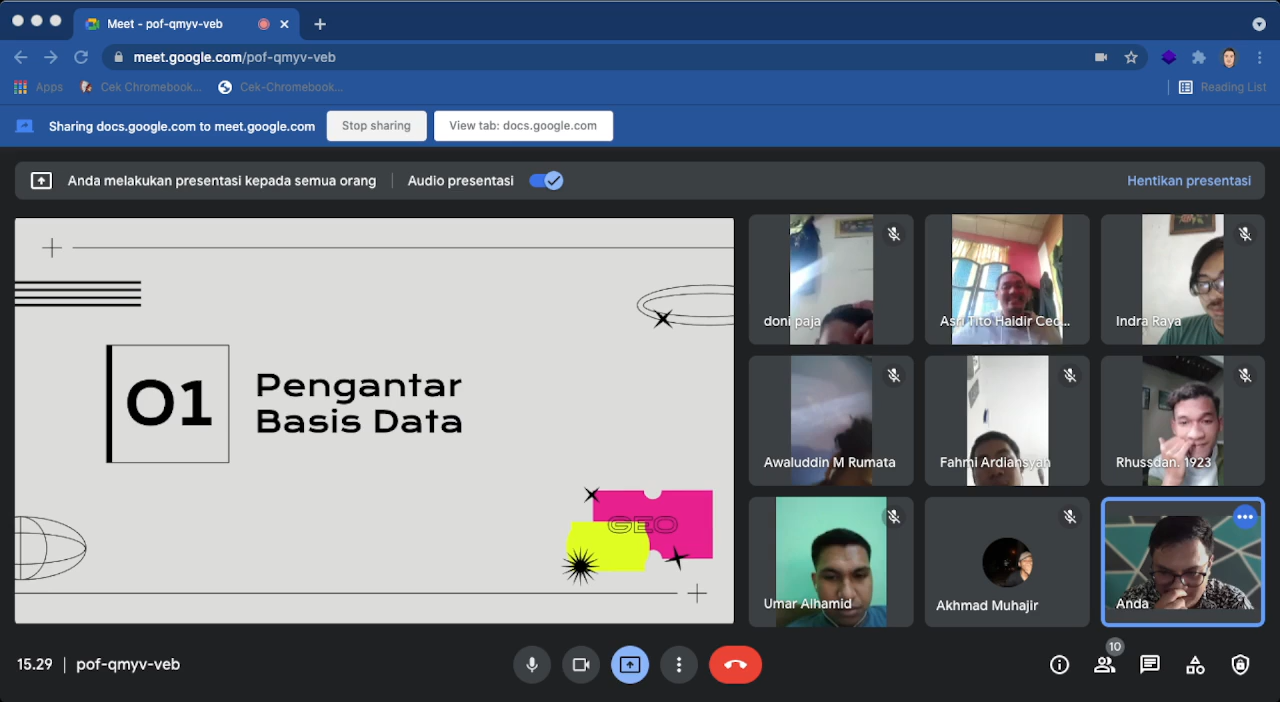 Meet - pof-qmyv-veb
meet.google.com/pof-qmyv-veb
Apps
Cek Chromebook...
Cek-Chromebook...
Reading List
Sharing docs.google.com to meet.google.com
Stop sharing
View tab: docs.google.com
Anda melakukan presentasi kepada semua orang
Audio presentasi
Hentikan presentasi
01
Pengantar
Basis Data
GEO
doni paja
Asri Tito Haidir Ced...
Indra Raya
Awaluddin M Rumata
Fahmi Ardiansyah
Rhussdan. 1923
Umar Alhamid
Akhmad Muhajir
Anda
15.29 | pof-qmyv-veb
10